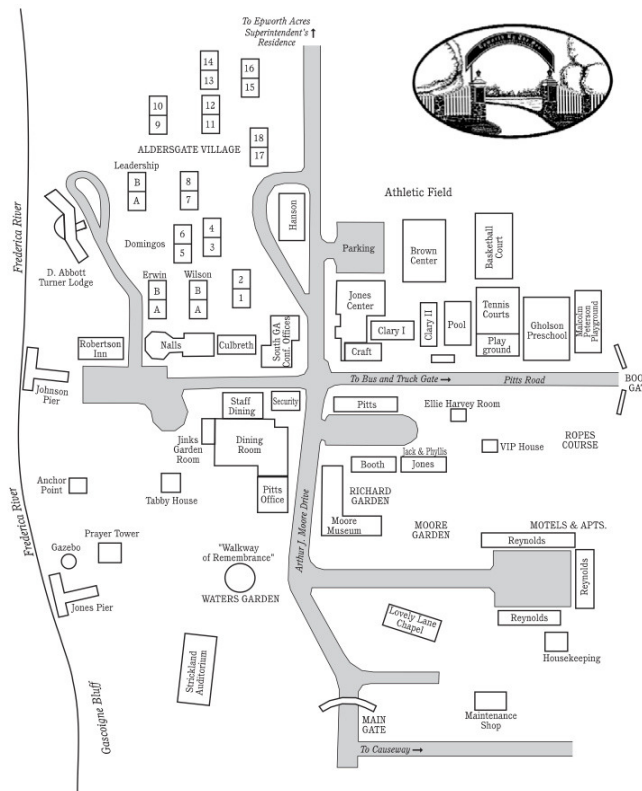 To Epworth Acres
Superintendent's
Residence ↑
14
13
16
15
10
9
12
11
ALDERSGATE VILLAGE
18
17
Leadership
B
A
8
7
Hanson
Athletic Field
Frederica River
D. Abbott
Turner Lodge
Domingos
6
5
4
3
Parking
Brown
Center
Basketball
Court
Erwin
B
A
Wilson
B
A
2
1
Jones
Center
Clary I
Craft
Clary II
Pool
Tennis
Courts
Play
ground
Gholson
Preschool
Malcolm
Peterson
Playground
Robertson
Inn
Nalls
Culbreth
South GA
Conf. Offices
Johnson
Pier
To Bus and Truck Gate →
Pitts Road
Staff
Dining
Security
Pitts
Ellie Harvey Room
Jinks
Garden
Room
Dining
Room
VIP House
ROPES
COURSE
Booth
Jack & Phyllis
Jones
Anchor
Point
Tabby House
Pitts
Office
RICHARD
GARDEN
Moore
Museum
MOORE
GARDEN
MOTELS & APTS.
Reynolds
Reynolds
Reynolds
Frederica River
Prayer Tower
Gazebo
Jones Pier
"Walkway
of Remembrance"
WATERS GARDEN
Arthur J. Moore Drive
Lovely Lane
Chapel
Housekeeping
Strickland
Auditorium
Gascoigne Bluff
MAIN
GATE
Maintenance
Shop
To Causeway →